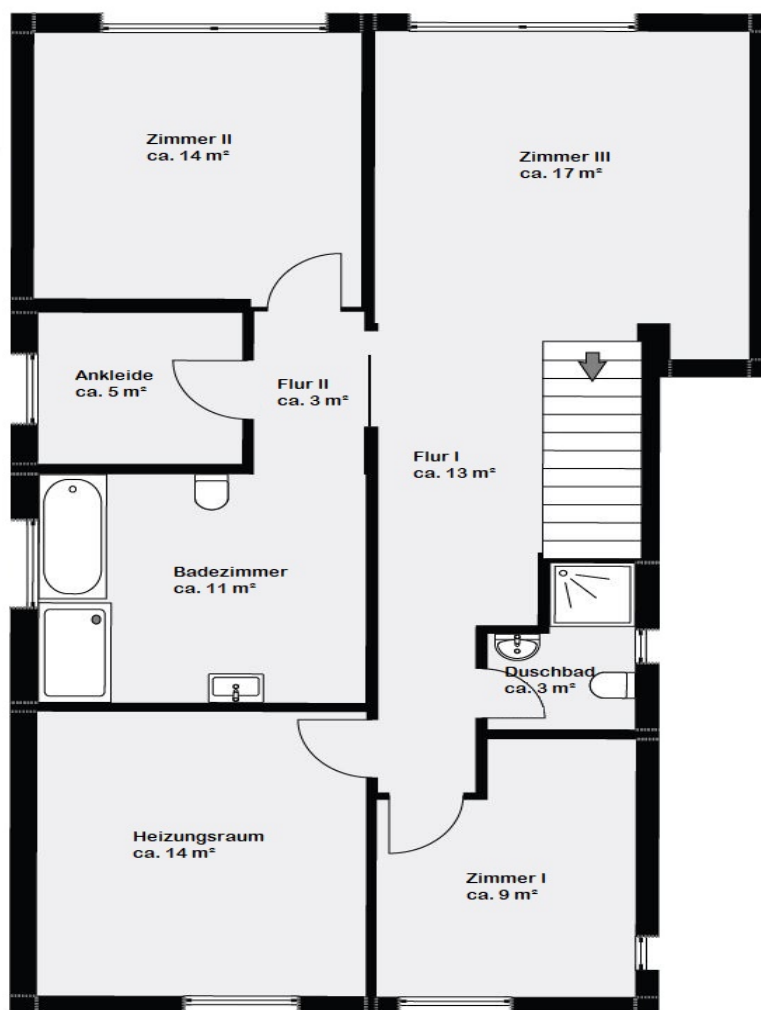 Zimmer II
ca. 14 m²
Zimmer III
ca. 17 m²
Ankleide
ca. 5 m²
Flur II
ca. 3 m²
Flur I
ca. 13 m²
Badezimmer
ca. 11 m²
Duschbad
ca. 3 m²
Heizungsraum
ca. 14 m²
Zimmer I
ca. 9 m²